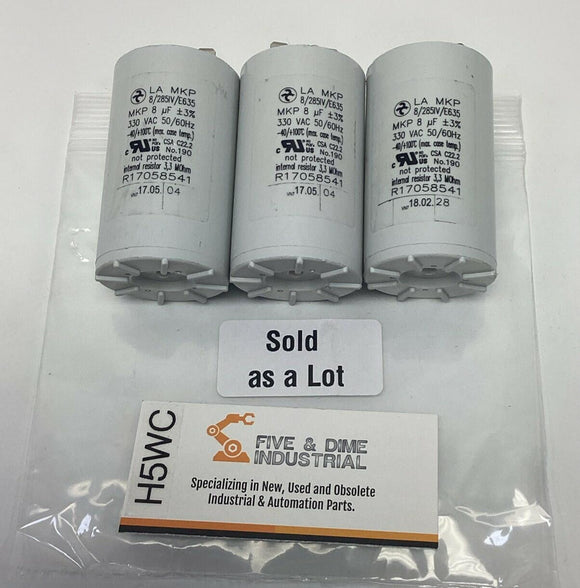 LA MKP
8/285IV/E635
MKP 8 µF ±3%
330 VAC 50/60Hz
-40/+100°C (max. case temp.)
c RU US CSA C22.2
No.190
not protected
internal resistor 3,3 MOhm
R17058541
17.05 04
LA MKP
8/285IV/E635
MKP 8 µF ±3%
330 VAC 50/60Hz
-40/+100°C (max. case temp.)
c RU US CSA C22.2
No.190
not protected
internal resistor 3,3 MOhm
R17058541
17.05 04
LA MKP
8/285IV/E635
MKP 8 µF ±3%
330 VAC 50/60Hz
-40/+100°C (max. case temp.)
c RU US CSA C22.2
No.190
not protected
internal resistor 3,3 MOhm
R17058541
18.02 28
Sold
as a Lot
H5WC
FIVE & DIME
INDUSTRIAL
Specializing in New, Used and Obsolete
Industrial & Automation Parts.